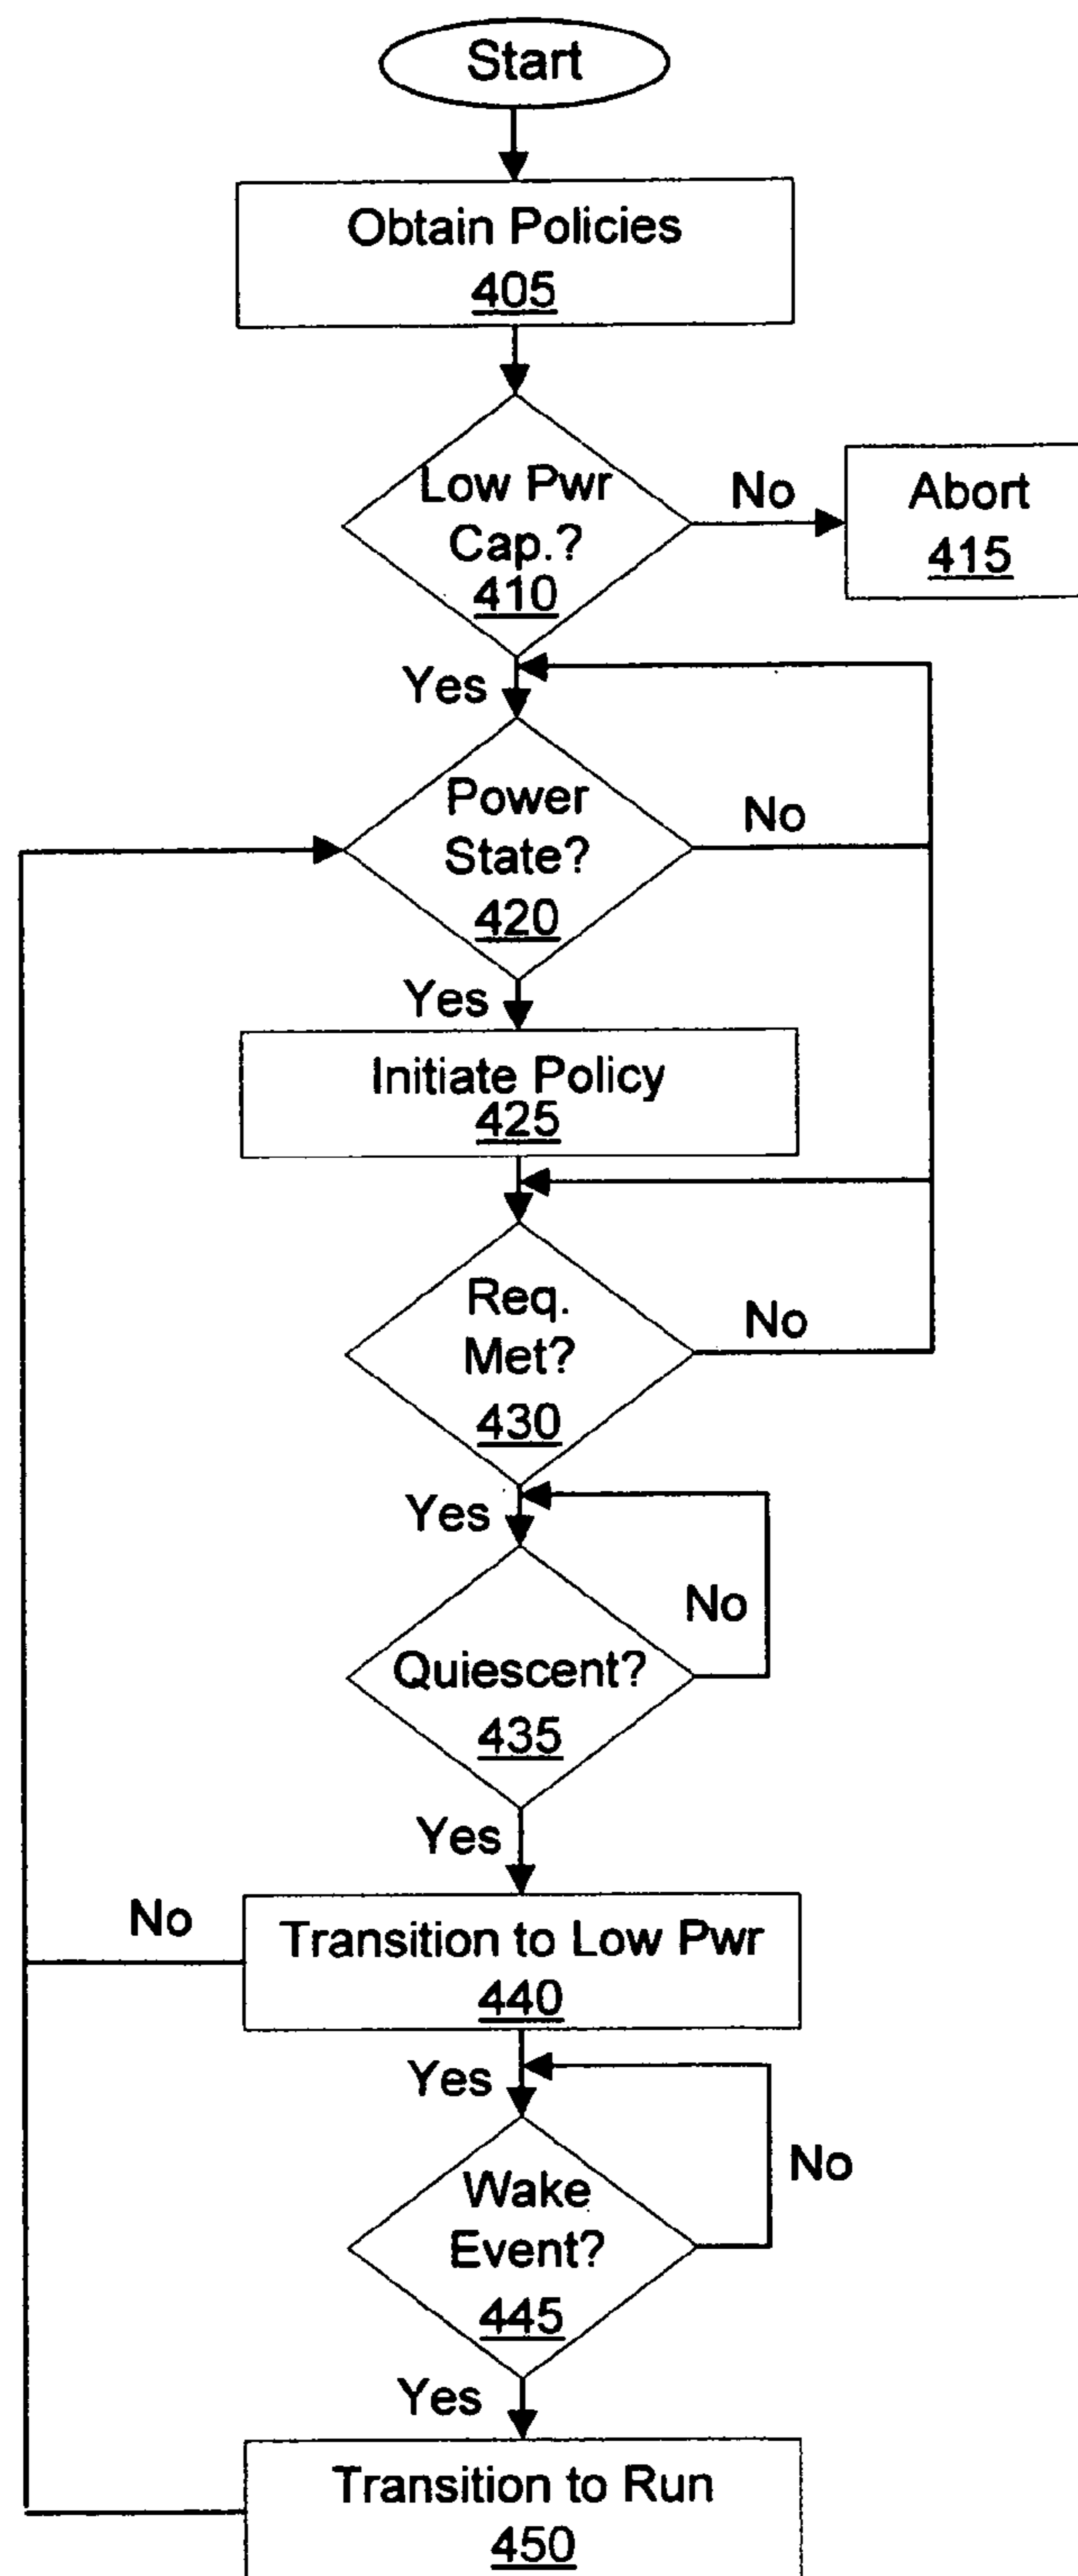 Start
Obtain Policies
405
Low Pwr
Cap.?
410
No
Abort
415
Yes
Power
State?
420
No
Yes
Initiate Policy
425
Req.
Met?
430
No
Yes
Quiescent?
435
No
Yes
Transition to Low Pwr
440
No
Yes
Wake
Event?
445
No
Yes
Transition to Run
450